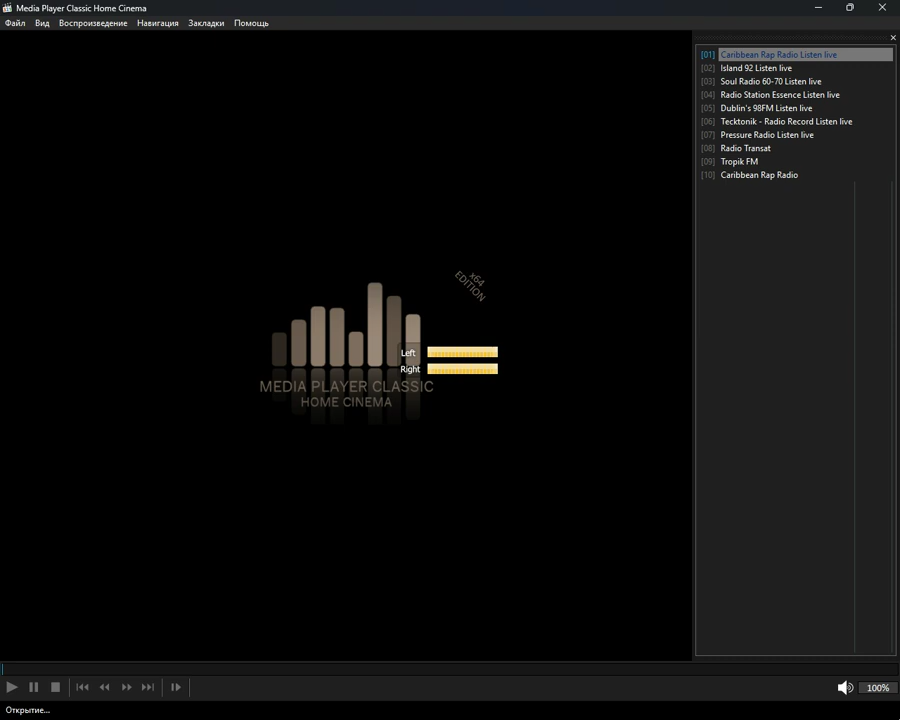 Media Player Classic Home Cinema
Файл Вид Воспроизведение Навигация Закладки Помощь
[01] Caribbean Rap Radio Listen live
[02] Island 92 Listen live
[03] Soul Radio 60-70 Listen live
[04] Radio Station Essence Listen live
[05] Dublin's 98FM Listen live
[06] Tecktonik - Radio Record Listen live
[07] Pressure Radio Listen live
[08] Radio Transat
[09] Tropik FM
[10] Caribbean Rap Radio
x64
EDITION
Left
Right
MEDIA PLAYER CLASSIC
HOME CINEMA
100%
Открытие...